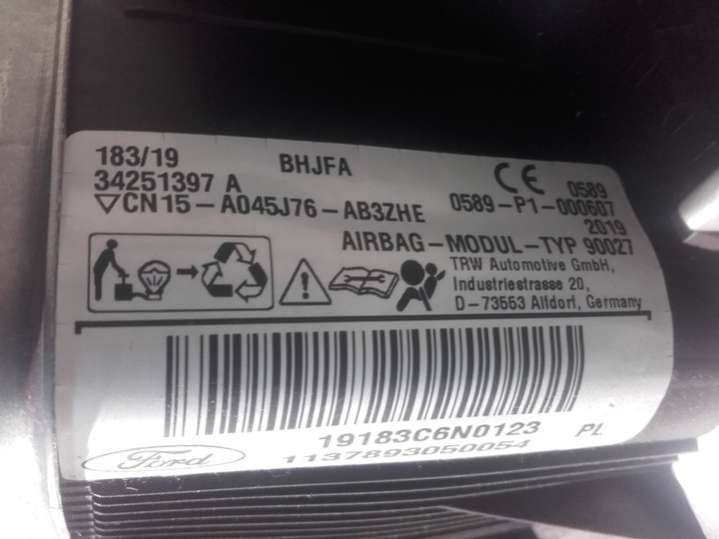 183/19 BHJFA
34251397 A 0589
▽CN15-A045J76-AB3ZHE 0589-P1-000607
2019
AIRBAG-MODUL-TYP 90027
TRW Automotive GmbH,
Industriestrasse 20,
D-73553 Alfdorf, Germany
19183C6N0123 PL
Ford 1137893050054